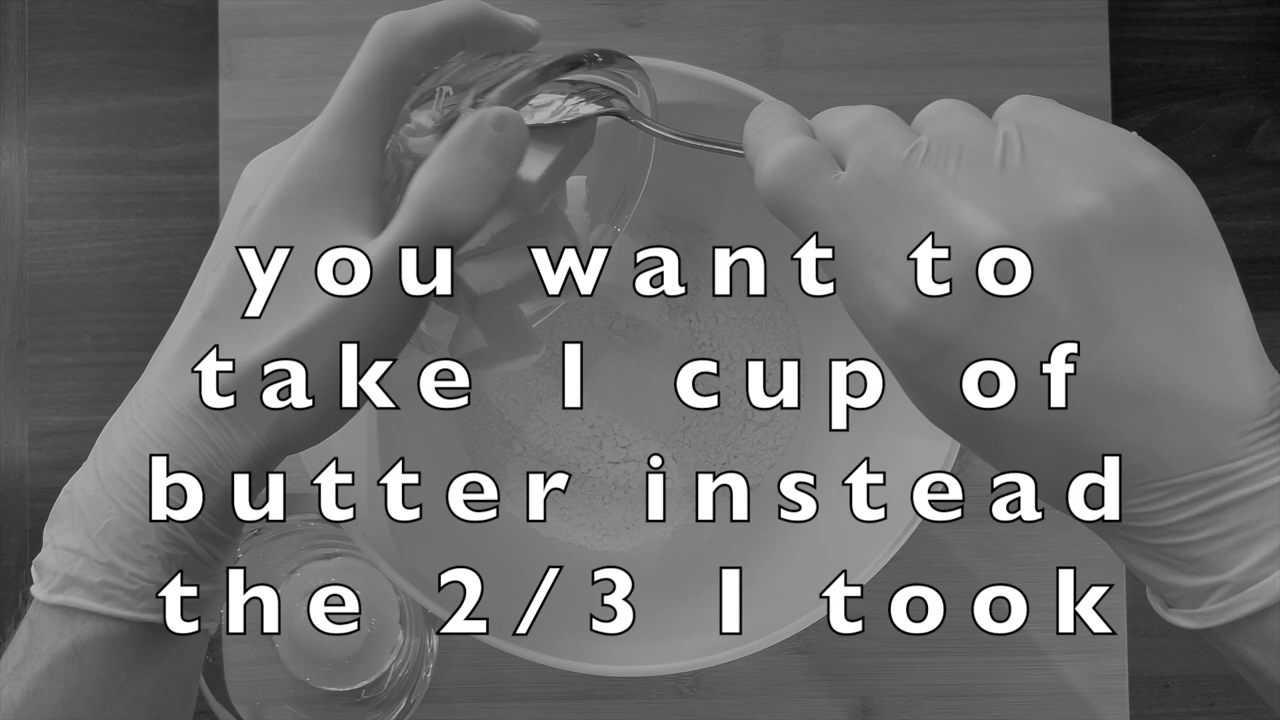 you want to
take 1 cup of
butter instead
the 2/3 I took